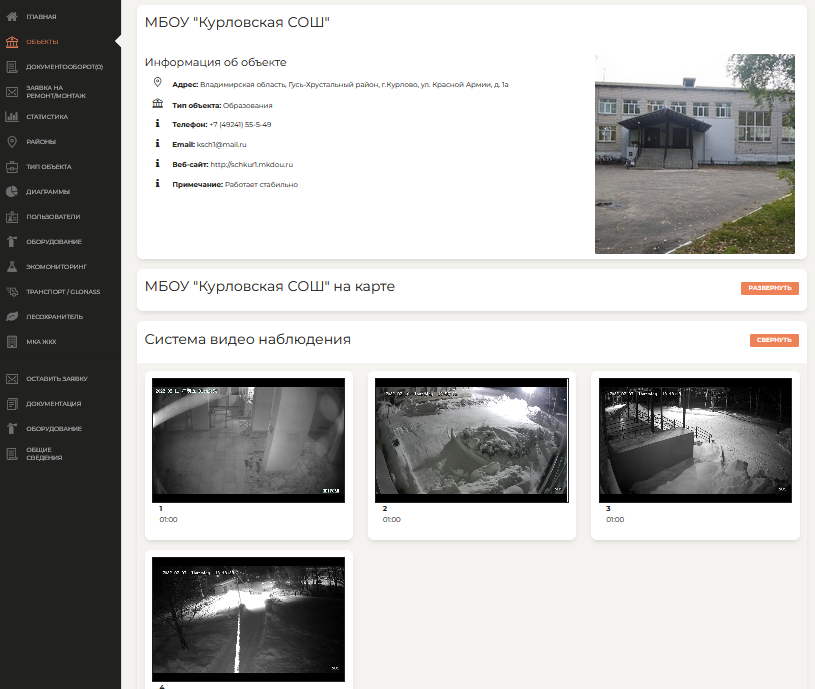 ГЛАВНАЯ
ОБЪЕКТЫ
ДОКУМЕНТООБОРОТ(0)
ЗАЯВКА НА
РЕМОНТ/МОНТАЖ
СТАТИСТИКА
РАЙОНЫ
ТИП ОБЪЕКТА
ДИАГРАММЫ
ПОЛЬЗОВАТЕЛИ
ОБОРУДОВАНИЕ
ЭКОМОНИТОРИНГ
ТРАНСПОРТ / GLONASS
ЛЕСОХРАНИТЕЛЬ
МКА ЖКХ
ОСТАВИТЬ ЗАЯВКУ
ДОКУМЕНТАЦИЯ
ОБОРУДОВАНИЕ
ОБЩИЕ
СВЕДЕНИЯ
МБОУ "Курловская СОШ"
Информация об объекте
Адрес: Владимирская область, Гусь-Хрустальный район, г.Курлово, ул. Красной Армии, д. 1а
Тип объекта: Образования
Телефон: +7 (49241) 55-5-49
Email: ksch1@mail.ru
Веб-сайт: http://schkur1.mkdou.ru
Примечание: Работает стабильно
МБОУ "Курловская СОШ" на карте
РАЗВЕРНУТЬ
Система видео наблюдения
СВЕРНУТЬ
1
01:00
2
01:00
3
01:00
4